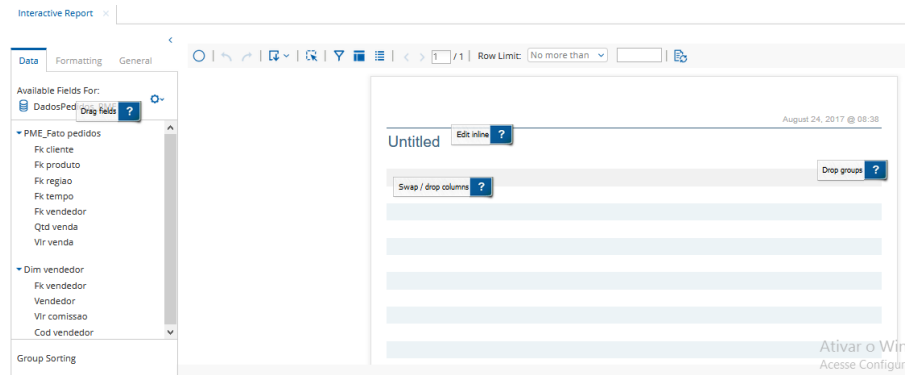 Interactive Report ×
Data Formatting General
1 / 1 Row Limit: No more than
Available Fields For:
DadosPed
Drag fields ?
PME_Fato pedidos
Fk cliente
Fk produto
Fk regiao
Fk tempo
Fk vendedor
Qtd venda
Vlr venda
Dim vendedor
Fk vendedor
Vendedor
Vlr comissao
Cod vendedor
Group Sorting
August 24, 2017 @ 08:38
Untitled
Edit inline ?
Drop groups ?
Swap / drop columns ?
Ativar o Win
Acesse Configur